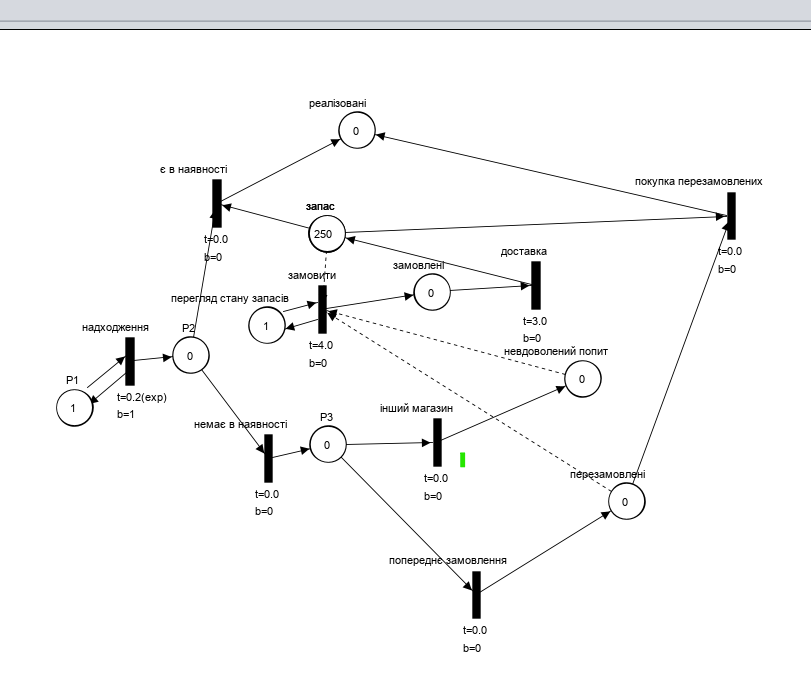 реалізовані
0
є в наявності
t=0.0
b=0
покупка перезамовлених
t=0.0
b=0
запас
250
доставка
t=3.0
b=0
замовлені
0
замовити
t=4.0
b=0
перегляд стану запасів
1
надходження
t=0.2(exp)
b=1
P2
0
P1
1
невдоволений попит
0
немає в наявності
t=0.0
b=0
P3
0
інший магазин
t=0.0
b=0
перезамовлені
0
попереднє замовлення
t=0.0
b=0